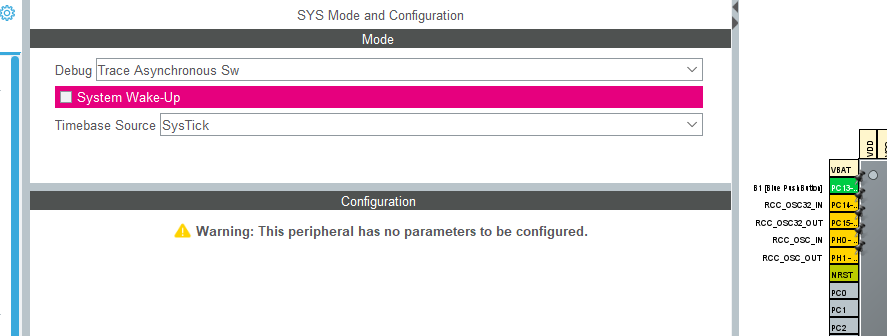 SYS Mode and Configuration
Mode
Debug Trace Asynchronous Sw
System Wake-Up
Timebase Source SysTick
Configuration
Warning: This peripheral has no parameters to be configured.
VDD
VBAT
B1 [Blue PushButton] PC13-..
RCC_OSC32_IN PC14-..
RCC_OSC32_OUT PC15-..
RCC_OSC_IN PH0 -..
RCC_OSC_OUT PH1 -..
NRST
PC0
PC1
PC2